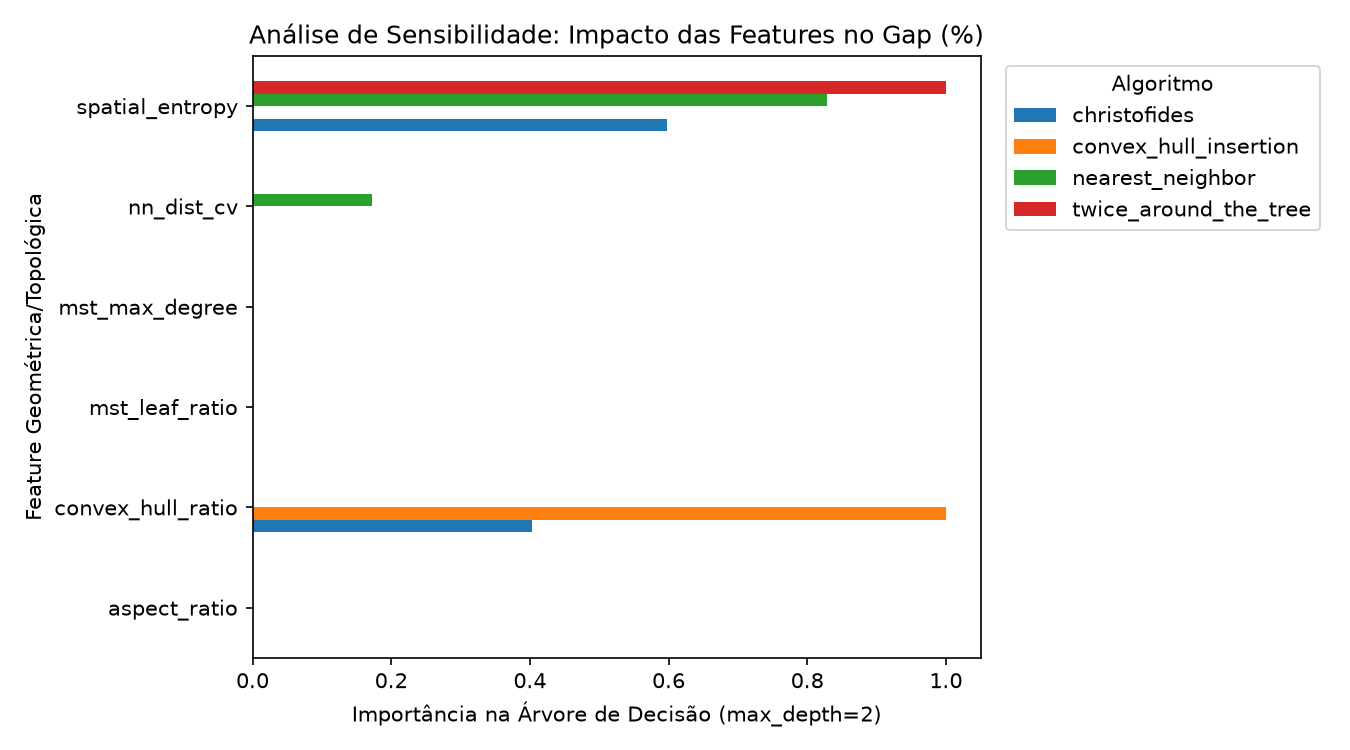 Análise de Sensibilidade: Impacto das Features no Gap (%)
Algoritmo
christofides
convex_hull_insertion
nearest_neighbor
twice_around_the_tree
Feature Geométrica/Topológica
spatial_entropy
nn_dist_cv
mst_max_degree
mst_leaf_ratio
convex_hull_ratio
aspect_ratio
0.0 0.2 0.4 0.6 0.8 1.0
Importância na Árvore de Decisão (max_depth=2)